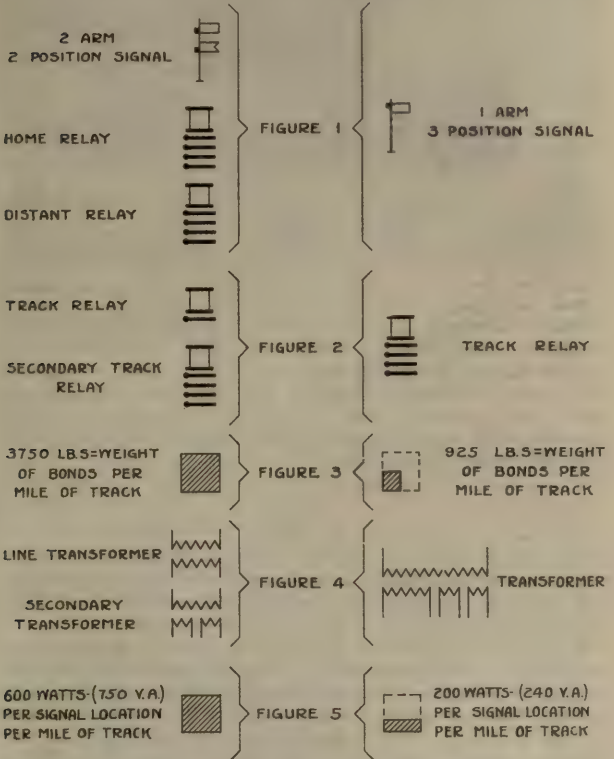 2 ARM
2 POSITION SIGNAL
HOME RELAY
DISTANT RELAY
FIGURE 1
1 ARM
3 POSITION SIGNAL
TRACK RELAY
SECONDARY TRACK
RELAY
FIGURE 2
TRACK RELAY
3750 LB.S=WEIGHT
OF BONDS PER
MILE OF TRACK
FIGURE 3
925 LB.S=WEIGHT
OF BONDS PER
MILE OF TRACK
LINE TRANSFORMER
SECONDARY
TRANSFORMER
FIGURE 4
TRANSFORMER
600 WATTS-(750 V.A.)
PER SIGNAL LOCATION
PER MILE OF TRACK
FIGURE 5
200 WATTS-(240 V.A.)
PER SIGNAL LOCATION
PER MILE OF TRACK